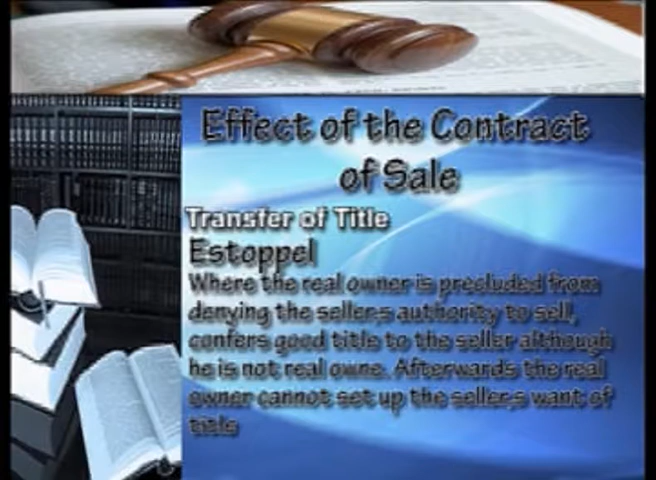 Effect of the Contract
of Sale
Transfer of Title
Estoppel
Where the real owner is precluded from
denying the seller,s authority to sell,
confers good title to the seller although
he is not real owne. Afterwards the real
owner cannot set up the seller,s want of
title